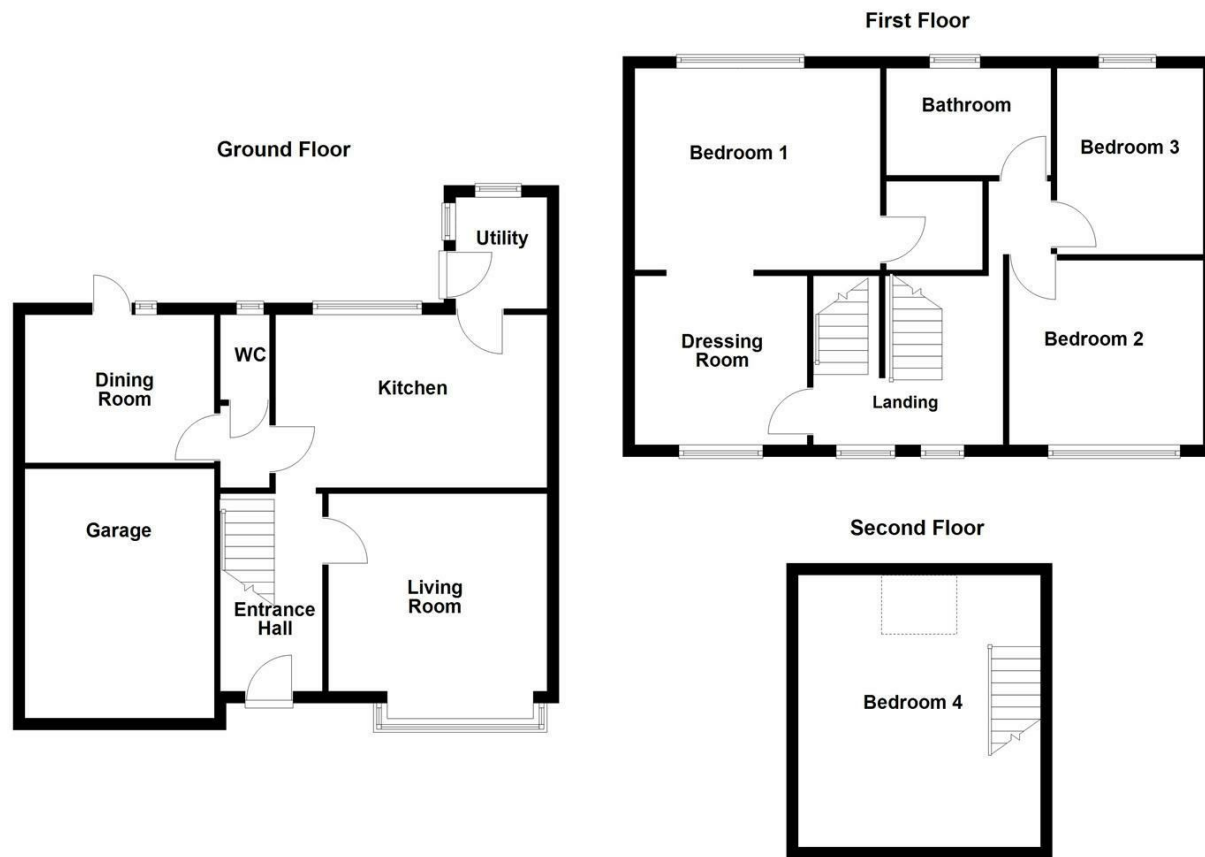 Ground Floor
Utility
WC
Dining
Room
Kitchen
Garage
Living
Room
Entrance
Hall
First Floor
Bathroom
Bedroom 1
Bedroom 3
Dressing
Room
Bedroom 2
Landing
Second Floor
Bedroom 4